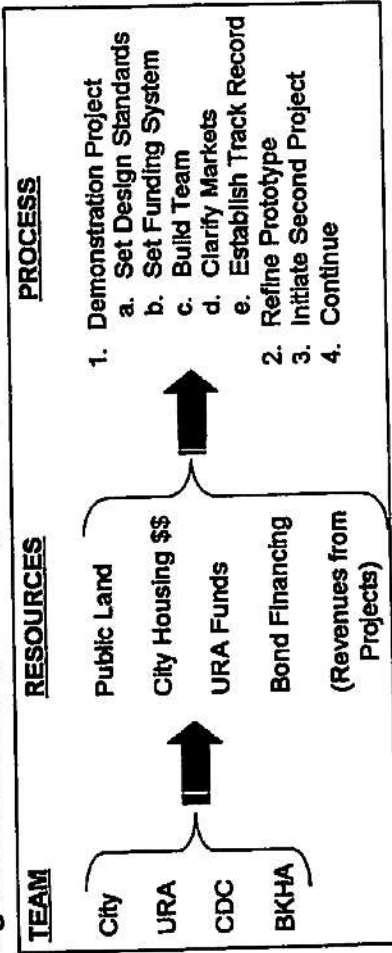 TEAM
City
URA
CDC
BKHA
RESOURCES
Public Land
City Housing $$
URA Funds
Bond Financing
(Revenues from
Projects)
PROCESS
1. Demonstration Project
a. Set Design Standards
b. Set Funding System
c. Build Team
d. Clarify Markets
e. Establish Track Record
2. Refine Prototype
3. Initiate Second Project
4. Continue